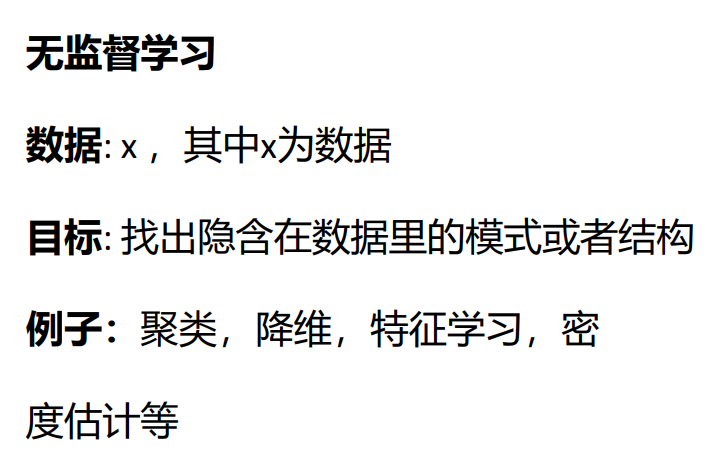 无监督学习
数据: x ，其中x为数据
目标: 找出隐含在数据里的模式或者结构
例子：聚类，降维，特征学习，密
度估计等